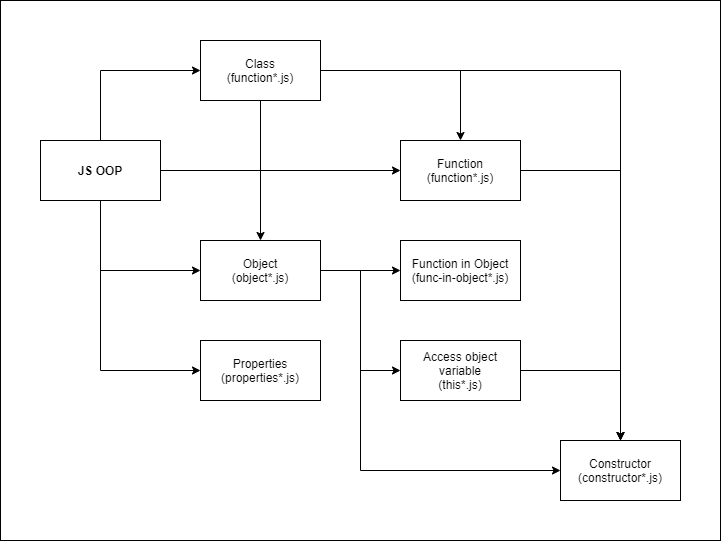 Class
(function*.js)
JS OOP
Function
(function*.js)
Object
(object*.js)
Function in Object
(func-in-object*.js)
Properties
(properties*.js)
Access object
variable
(this*.js)
Constructor
(constructor*.js)